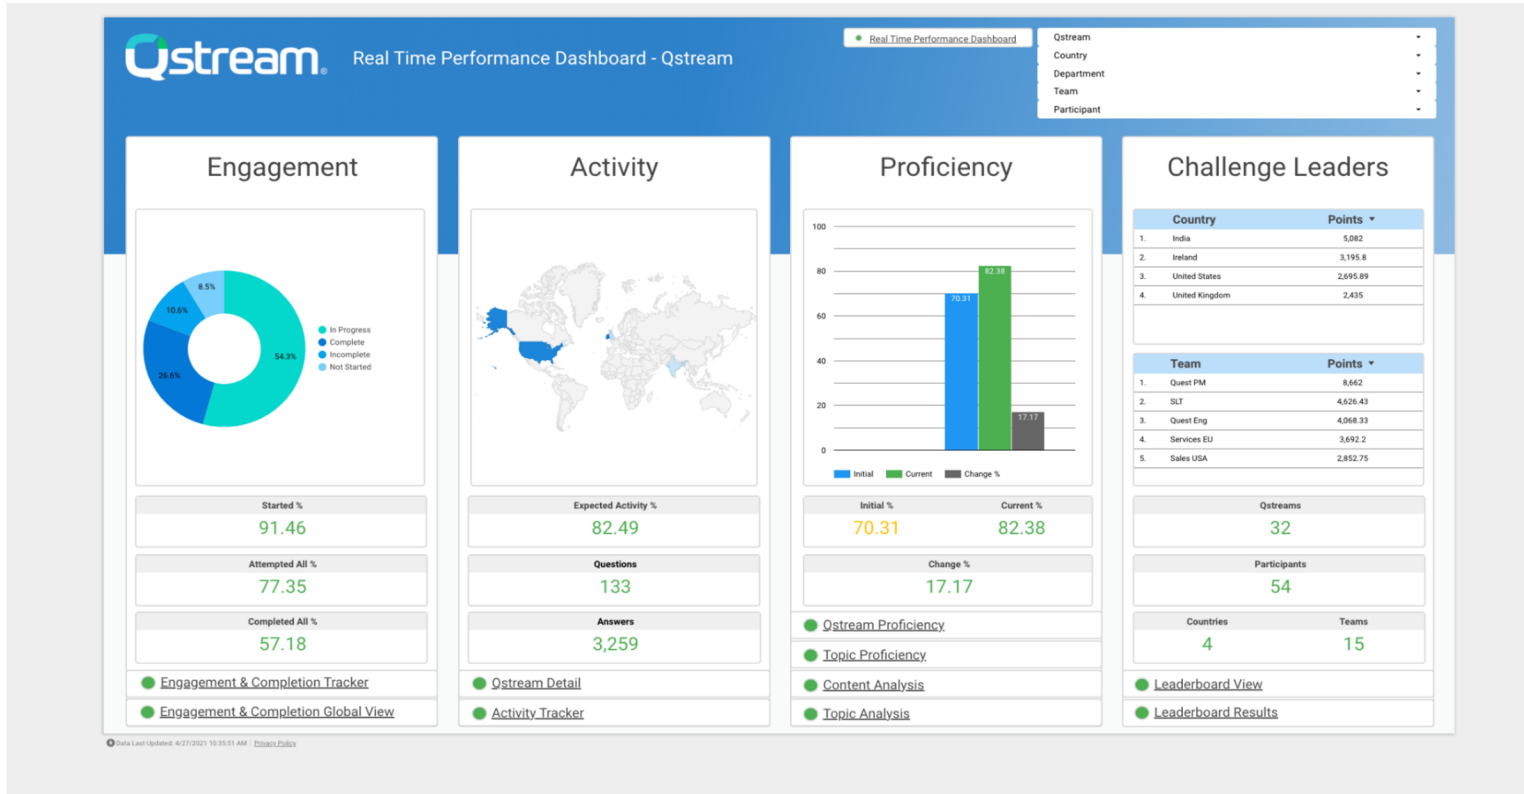 Qstream®
Real Time Performance Dashboard - Qstream
Real Time Performance Dashboard
Qstream
Country
Department
Team
Participant
Engagement
8.5%
10.6%
54.3%
26.6%
In Progress
Complete
Incomplete
Not Started
Started %
91.46
Attempted All %
77.35
Completed All %
57.18
Engagement & Completion Tracker
Engagement & Completion Global View
Activity
Expected Activity %
82.49
Questions
133
Answers
3,259
Qstream Detail
Activity Tracker
Proficiency
100
80
60
40
20
0
70.31
82.38
17.17
Initial Current Change %
Initial % Current %
70.31 82.38
Change %
17.17
Qstream Proficiency
Topic Proficiency
Content Analysis
Topic Analysis
Challenge Leaders
Country Points
1. India 5,082
2. Ireland 3,195.8
3. United States 2,695.89
4. United Kingdom 2,435
Team Points
1. Quest PM 8,662
2. SLT 4,626.43
3. Quest Eng 4,068.33
4. Services EU 3,692.2
5. Sales USA 2,852.75
Qstreams
32
Participants
54
Countries Teams
4 15
Leaderboard View
Leaderboard Results
Data Last Updated: 4/27/2021 10:35:51 AM | Privacy Policy